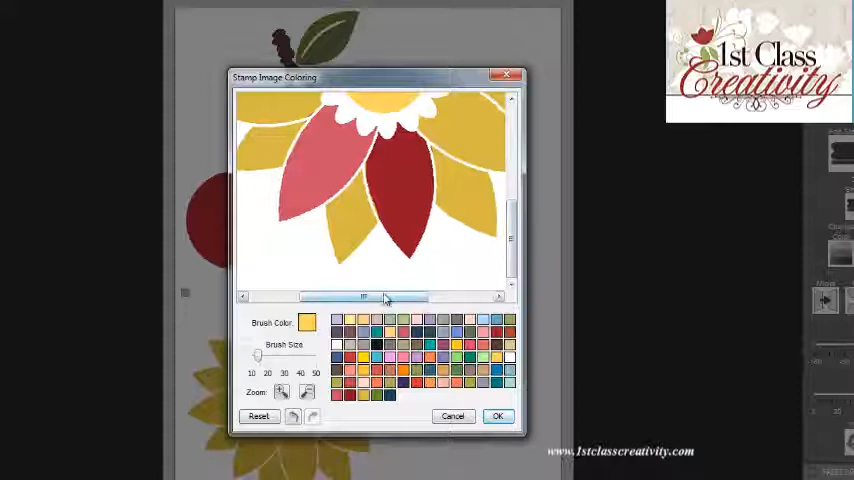 Stamp Image Coloring
1st Class
Creativity
Brush Color:
Brush Size
10 20 30 40 50
Zoom:
Reset
Cancel
OK
www.1stclasscreativity.com